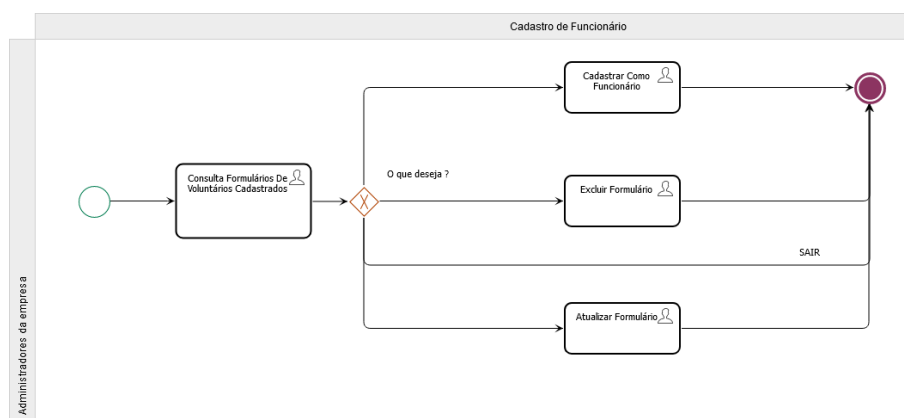 Cadastro de Funcionário
Administradores da empresa
Consulta Formulários De
Voluntários Cadastrados
O que deseja ?
Cadastrar Como
Funcionário
Excluir Formulário
SAIR
Atualizar Formulário